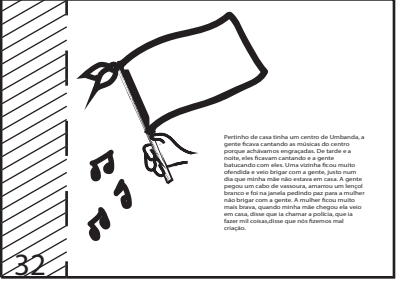 Pertinho de casa tinha um centro de Umbanda, a
gente ficava cantando as músicas do centro
porque achávamos engraçadas. De tarde e a
noite, eles ficavam cantando e a gente
batucando com eles. Uma vizinha ficou muito
ofendida e veio brigar com a gente, justo num
dia que minha mãe não estava em casa. A gente
pegou um cabo de vassoura, amarrou um lençol
branco e foi na janela pedindo paz para a mulher
não brigar com a gente. A mulher ficou muito
mais brava, quando minha mãe chegou ela veio
em casa, disse que ia chamar a polícia, que ia
fazer mil coisas,disse que nós fizemos mal
criação.
32